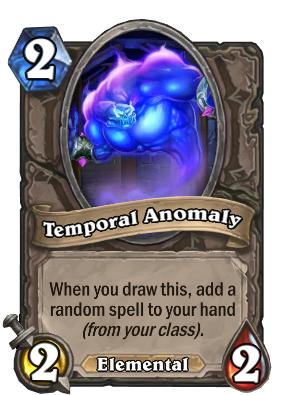 2
Temporal Anomaly
When you draw this, add a
random spell to your hand
(from your class).
2 Elemental 2